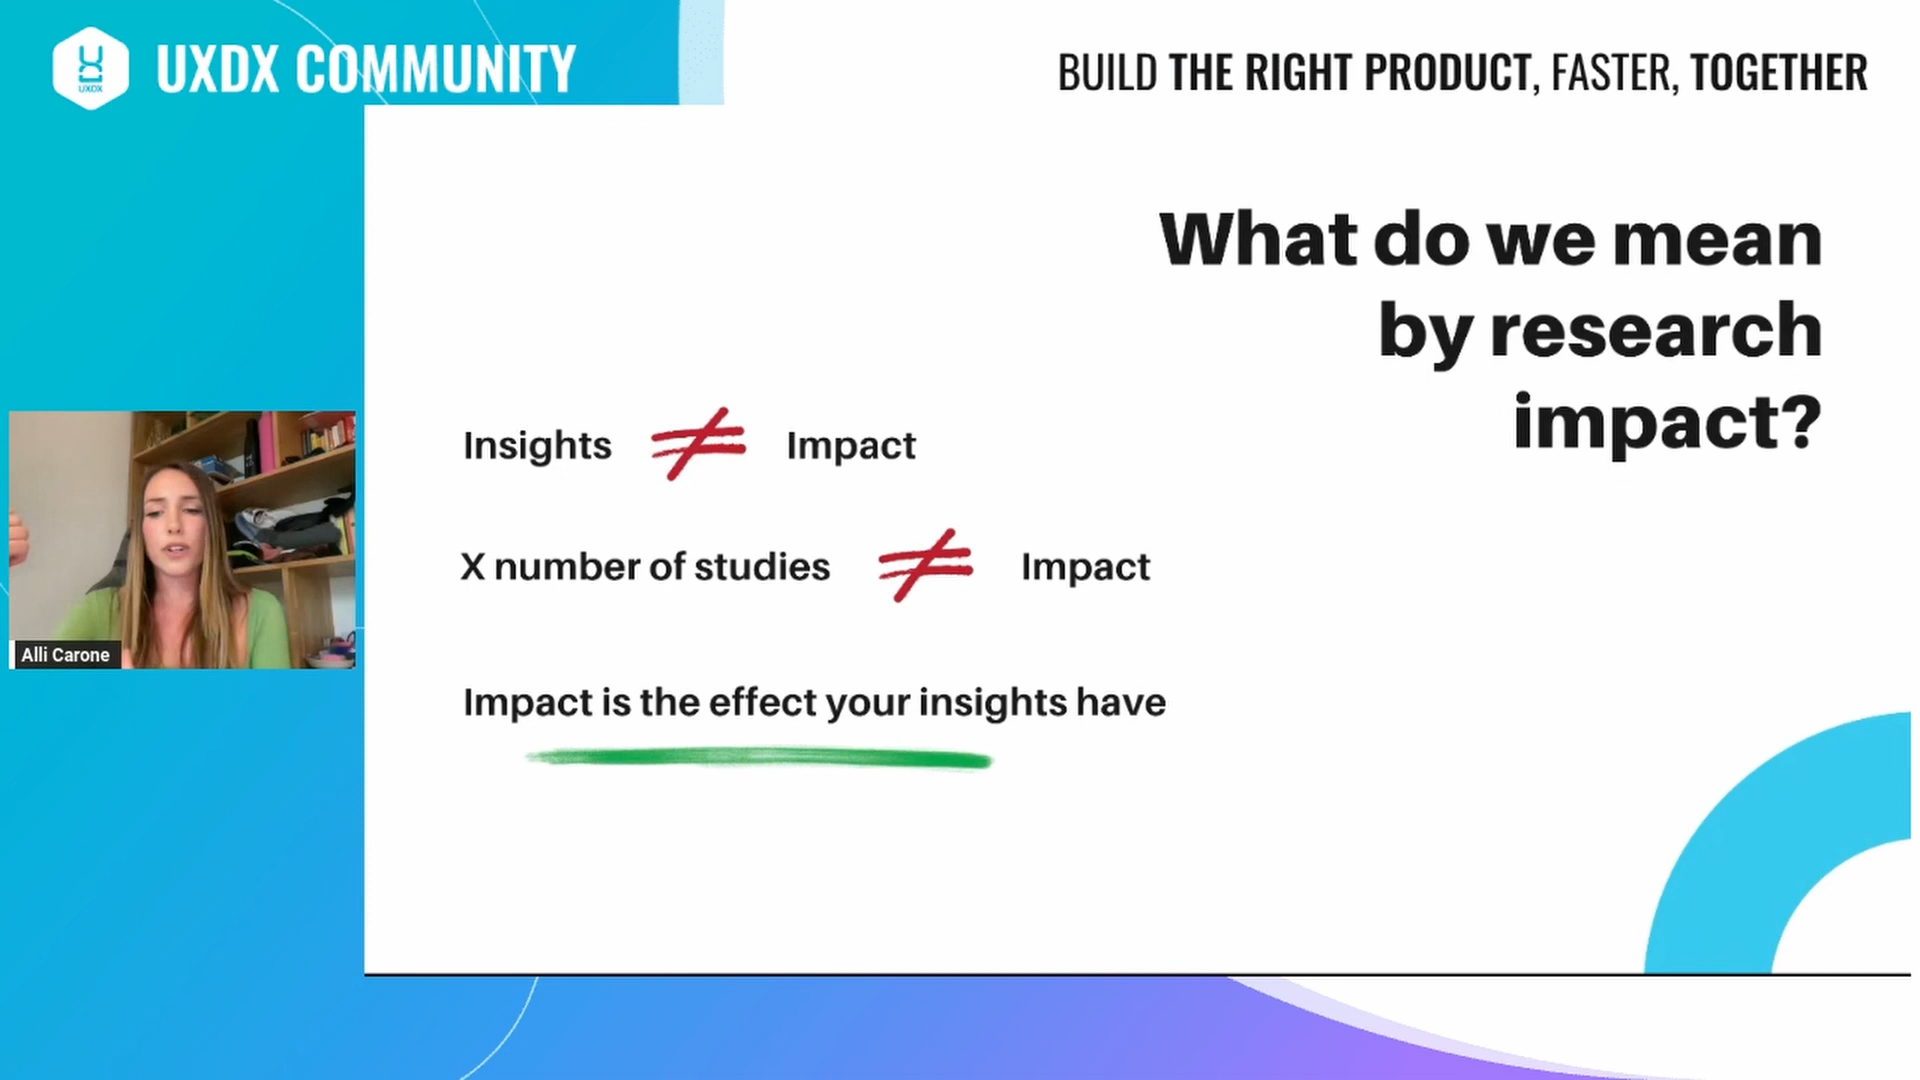 UXDX COMMUNITY
UXDX
BUILD THE RIGHT PRODUCT, FASTER, TOGETHER
What do we mean
by research
impact?
Insights ≠ Impact
X number of studies ≠ Impact
Impact is the effect your insights have
Alli Carone